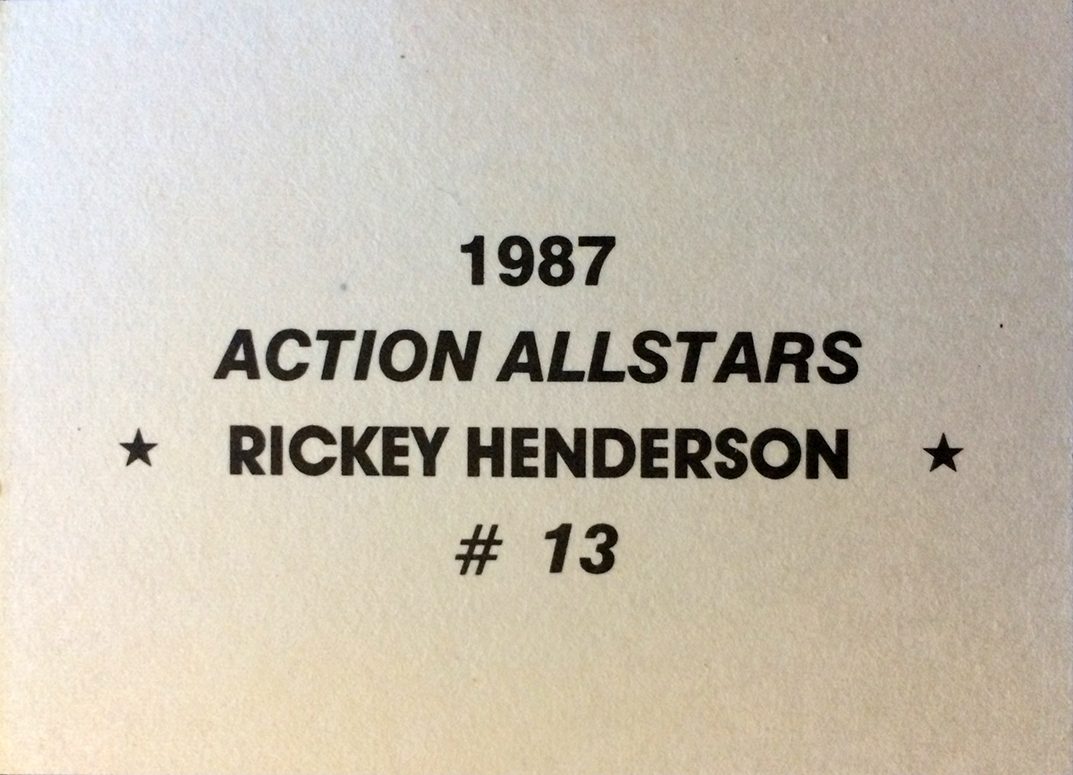 1987
ACTION ALLSTARS
★ RICKEY HENDERSON ★
# 13